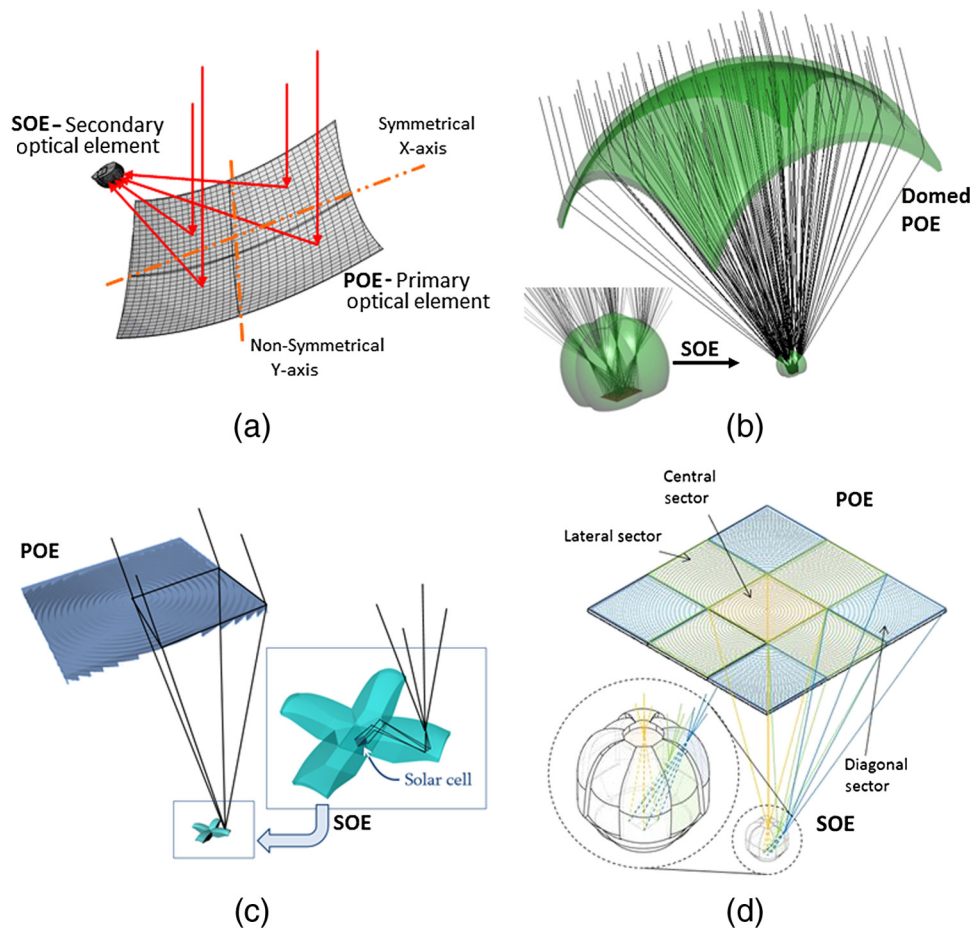 SOE – Secondary
optical element
Symmetrical
X-axis
POE - Primary
optical element
Non-Symmetrical
Y-axis
(a)
Domed
POE
SOE
(b)
POE
Solar cell
SOE
(c)
Central
sector
POE
Lateral sector
Diagonal
sector
SOE
(d)